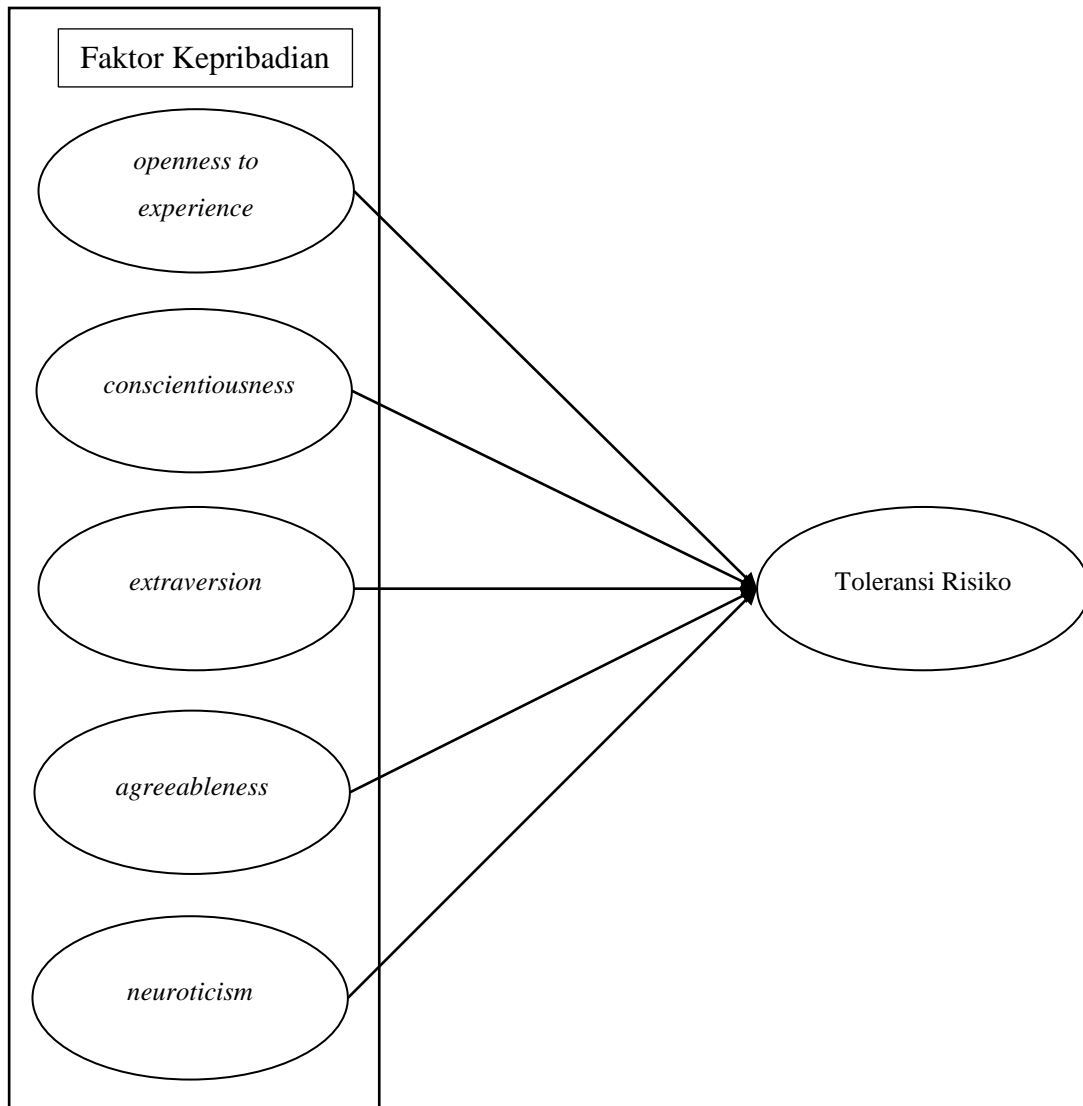 Faktor Kepribadian
openness to
experience
conscientiousness
extraversion
Toleransi Risiko
agreeableness
neuroticism